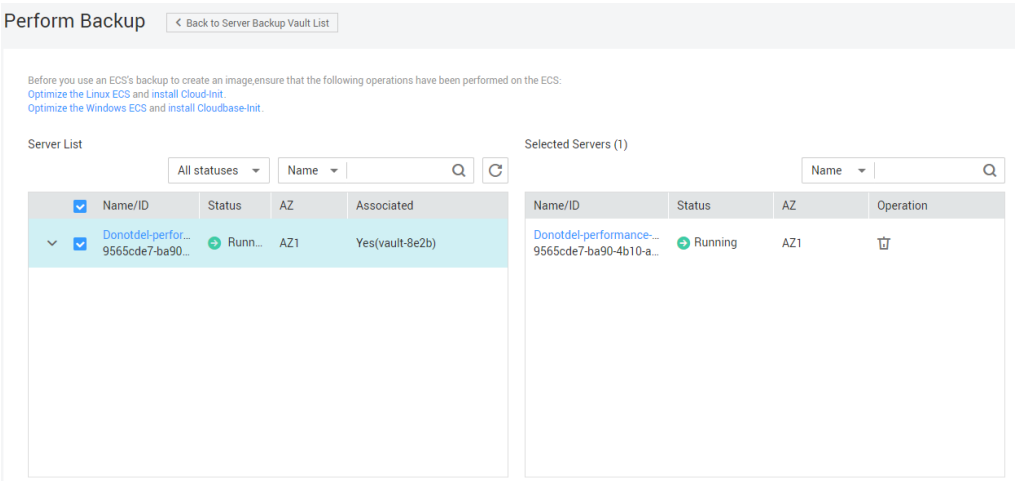 Perform Backup
Back to Server Backup Vault List
Before you use an ECS's backup to create an image,ensure that the following operations have been performed on the ECS:
Optimize the Linux ECS and install Cloud-Init.
Optimize the Windows ECS and install Cloudbase-Init.
Server List
All statuses
Name
Name/ID Status AZ Associated
Donotdel-perfor... Runn... AZ1 Yes(vault-8e2b)
9565cde7-ba90...
Selected Servers (1)
Name
Name/ID Status AZ Operation
Donotdel-performance-... Running AZ1
9565cde7-ba90-4b10-a...